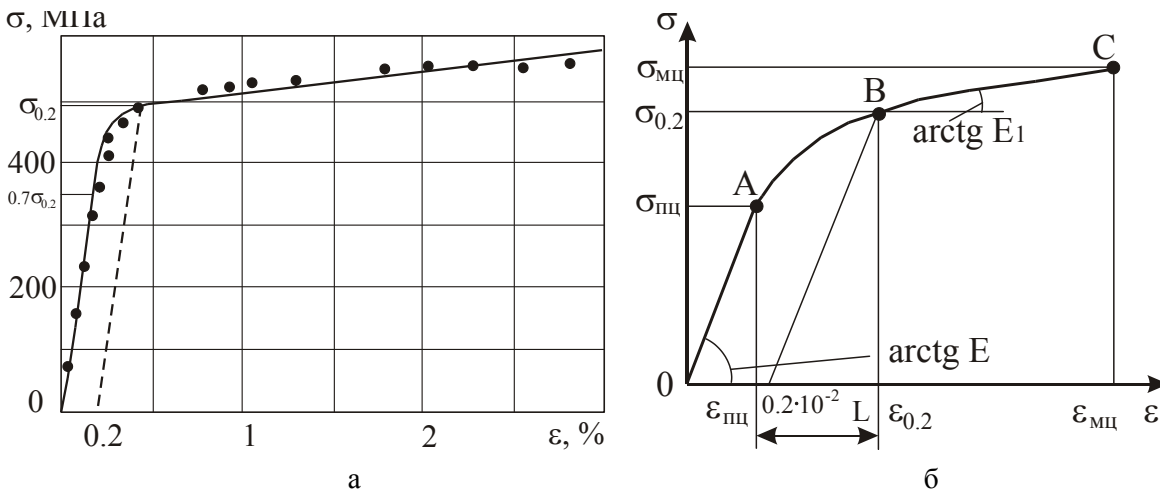 σ, МПа
σ0.2
400
0.7σ0.2
200
0
0.2
1
2
ε, %
а
σ
σмц
σ0.2
σпц
0
A
B
C
arctg E1
arctg E
εпц
0.2·10-2
L
ε0.2
εмц
ε
б